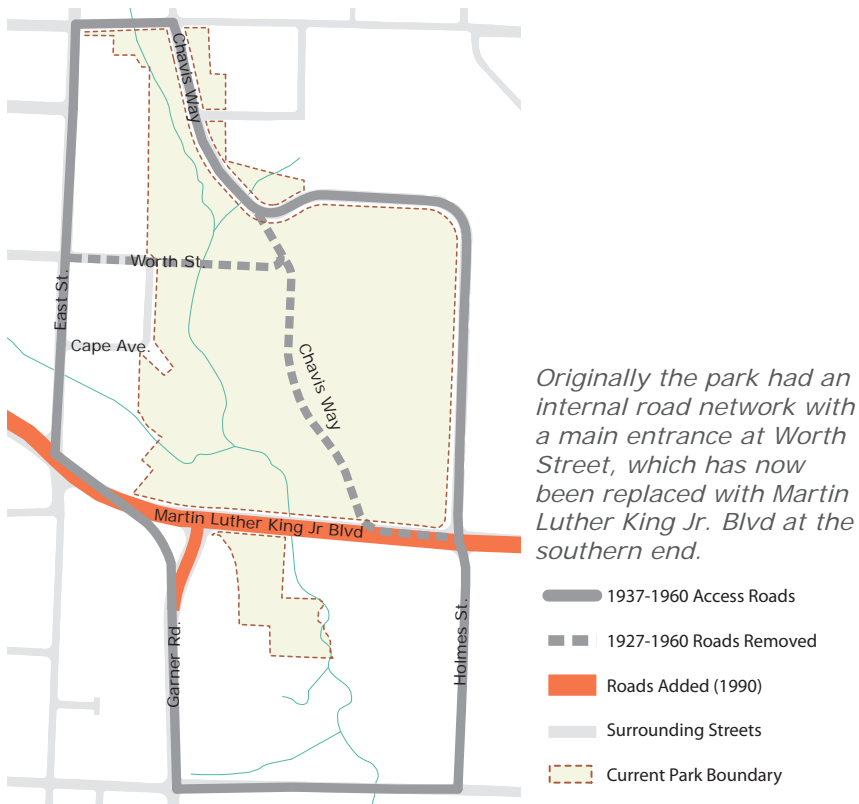 Chavis Way
Worth St.
East St.
Cape Ave.
Chavis Way
Martin Luther King Jr Blvd
Garner Rd.
Holmes St.
Originally the park had an
internal road network with
a main entrance at Worth
Street, which has now
been replaced with Martin
Luther King Jr. Blvd at the
southern end.
1937-1960 Access Roads
1927-1960 Roads Removed
Roads Added (1990)
Surrounding Streets
Current Park Boundary